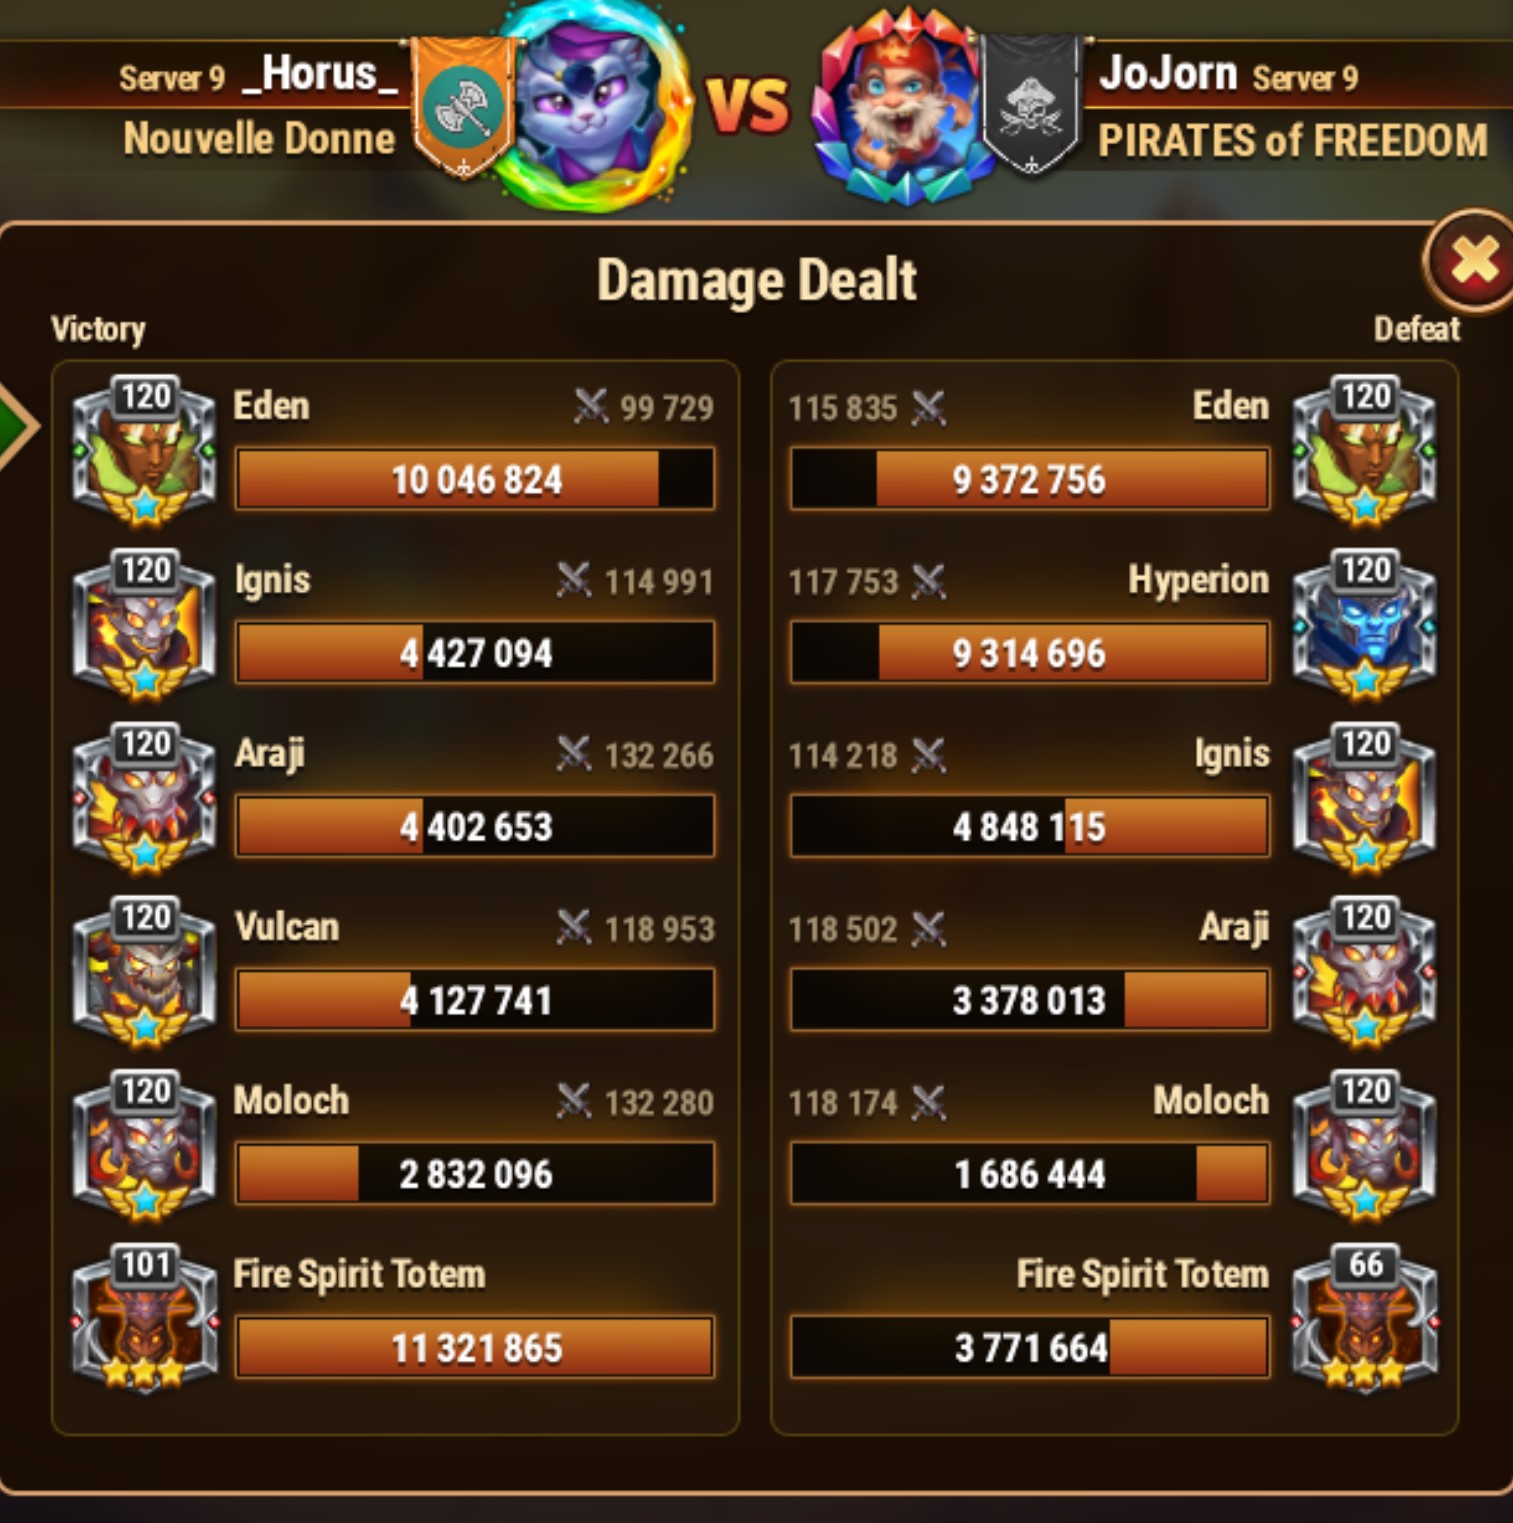 Server 9 _Horus_
Nouvelle Donne
VS
JoJorn Server 9
PIRATES of FREEDOM
Damage Dealt
Victory
Defeat
120
Eden
99 729
10 046 824
120
Ignis
114 991
4 427 094
120
Araji
132 266
4 402 653
120
Vulcan
118 953
4 127 741
120
Moloch
132 280
2 832 096
101
Fire Spirit Totem
11 321 865
115 835
Eden
120
9 372 756
117 753
Hyperion
120
9 314 696
114 218
Ignis
120
4 848 115
118 502
Araji
120
3 378 013
118 174
Moloch
120
1 686 444
Fire Spirit Totem
66
3 771 664